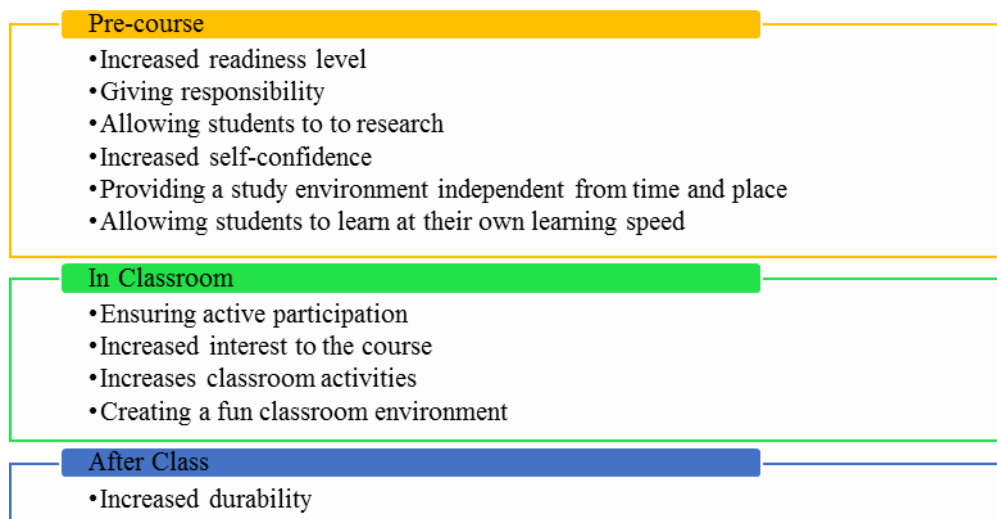 Pre-course
•Increased readiness level
•Giving responsibility
•Allowing students to to research
•Increased self-confidence
•Providing a study environment independent from time and place
•Allowimg students to learn at their own learning speed
In Classroom
•Ensuring active participation
•Increased interest to the course
•Increases classroom activities
•Creating a fun classroom environment
After Class
•Increased durability